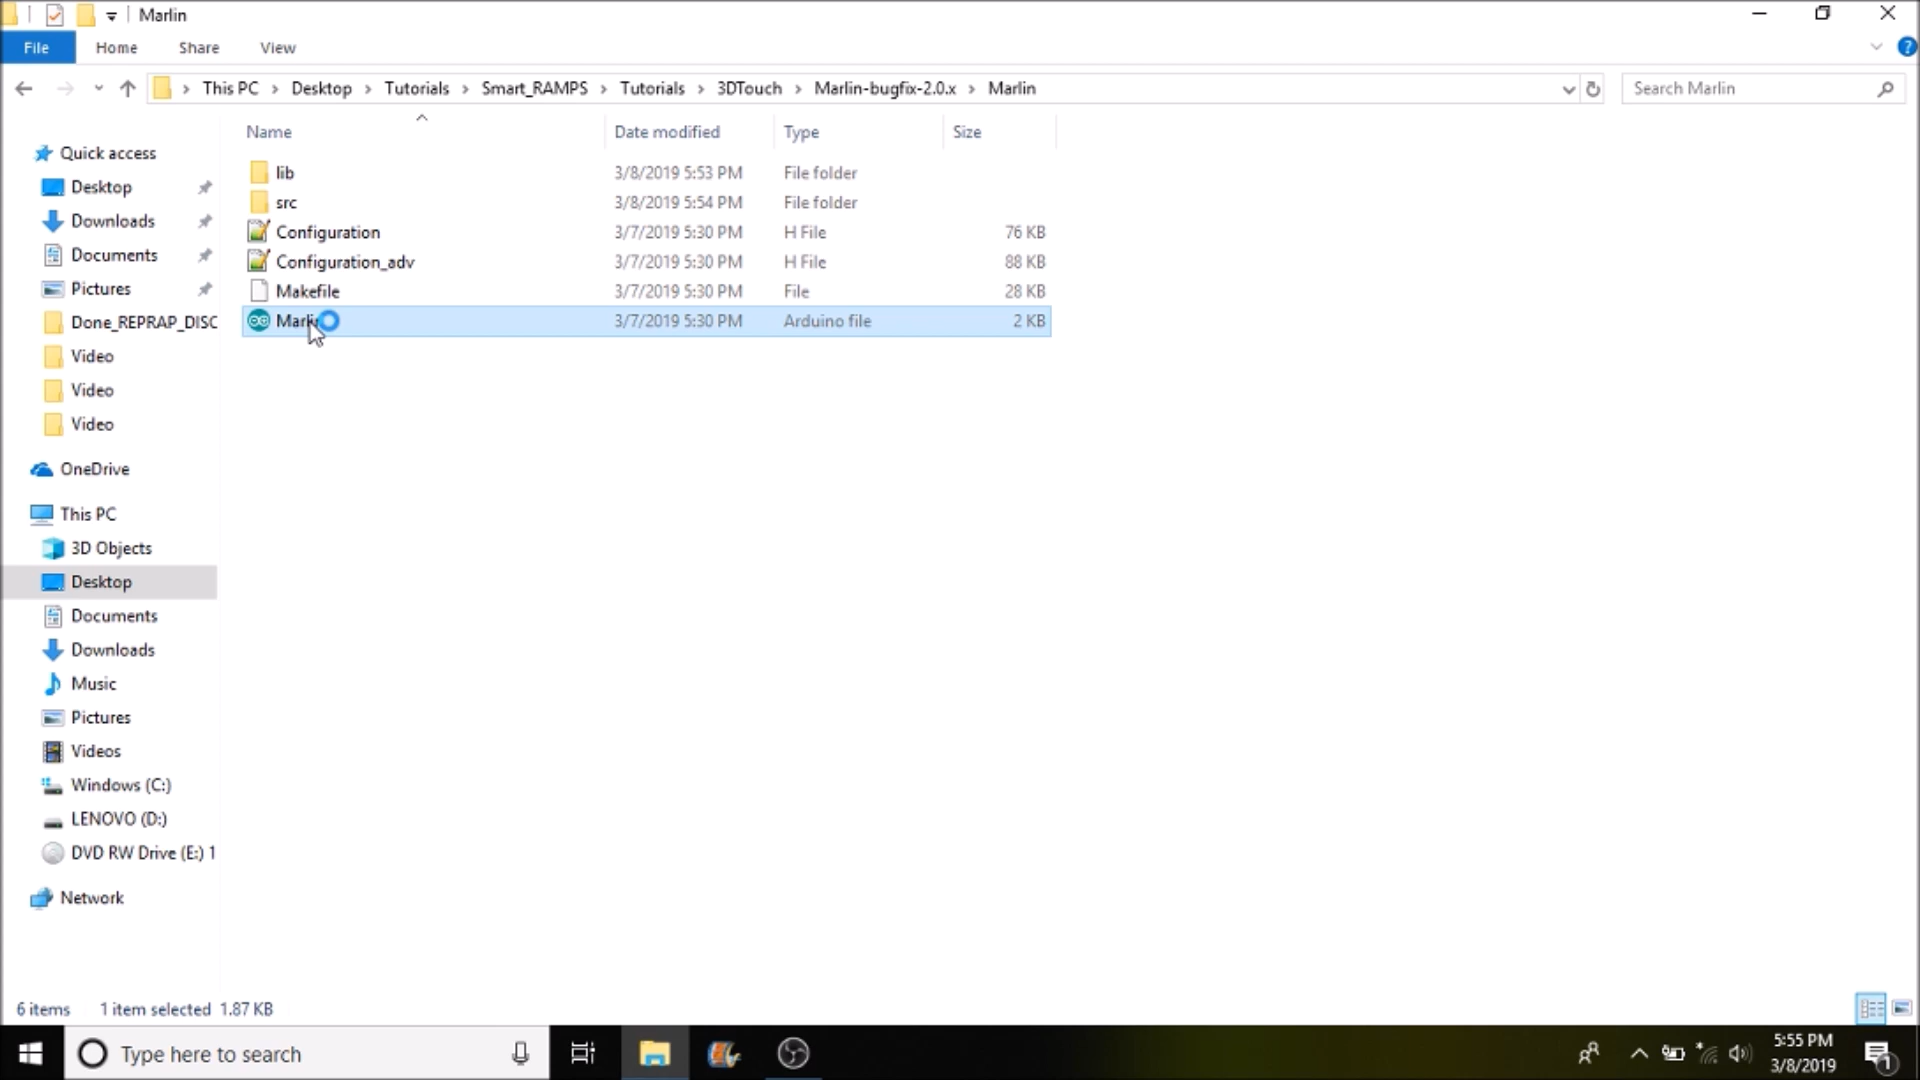 Marlin
File Home Share View
This PC Desktop Tutorials Smart_RAMPS Tutorials 3DTouch Marlin-bugfix-2.0.x Marlin
Search Marlin
Name Date modified Type Size
Quick access
Desktop
Downloads
Documents
Pictures
Done_REPRAP_DISC
Video
Video
Video
OneDrive
This PC
3D Objects
Desktop
Documents
Downloads
Music
Pictures
Videos
Windows (C:)
LENOVO (D:)
DVD RW Drive (E:) 1
Network
lib 3/8/2019 5:53 PM File folder
src 3/8/2019 5:54 PM File folder
Configuration 3/7/2019 5:30 PM H File 76 KB
Configuration_adv 3/7/2019 5:30 PM H File 88 KB
Makefile 3/7/2019 5:30 PM File 28 KB
Marlin 3/7/2019 5:30 PM Arduino file 2 KB
6 items 1 item selected 1.87 KB
Type here to search
5:55 PM
3/8/2019
1